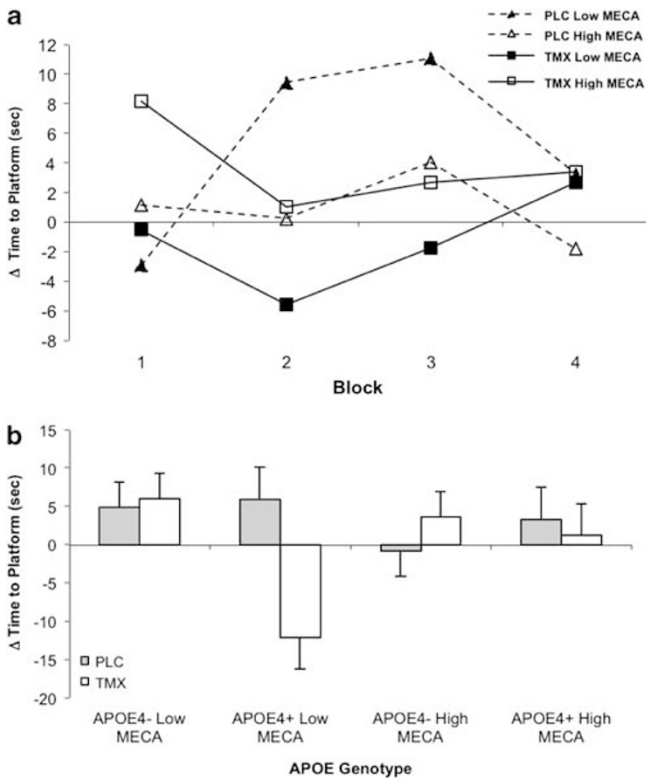 a
PLC Low MECA
PLC High MECA
TMX Low MECA
TMX High MECA
Δ Time to Platform (sec)
12
10
8
6
4
2
0
-2
-4
-6
-8
1 2 3 4
Block
b
Δ Time to Platform (sec)
15
10
5
0
-5
-10
-15
-20
PLC
TMX
APOE4- Low APOE4+ Low APOE4- High APOE4+ High
MECA MECA MECA MECA
APOE Genotype